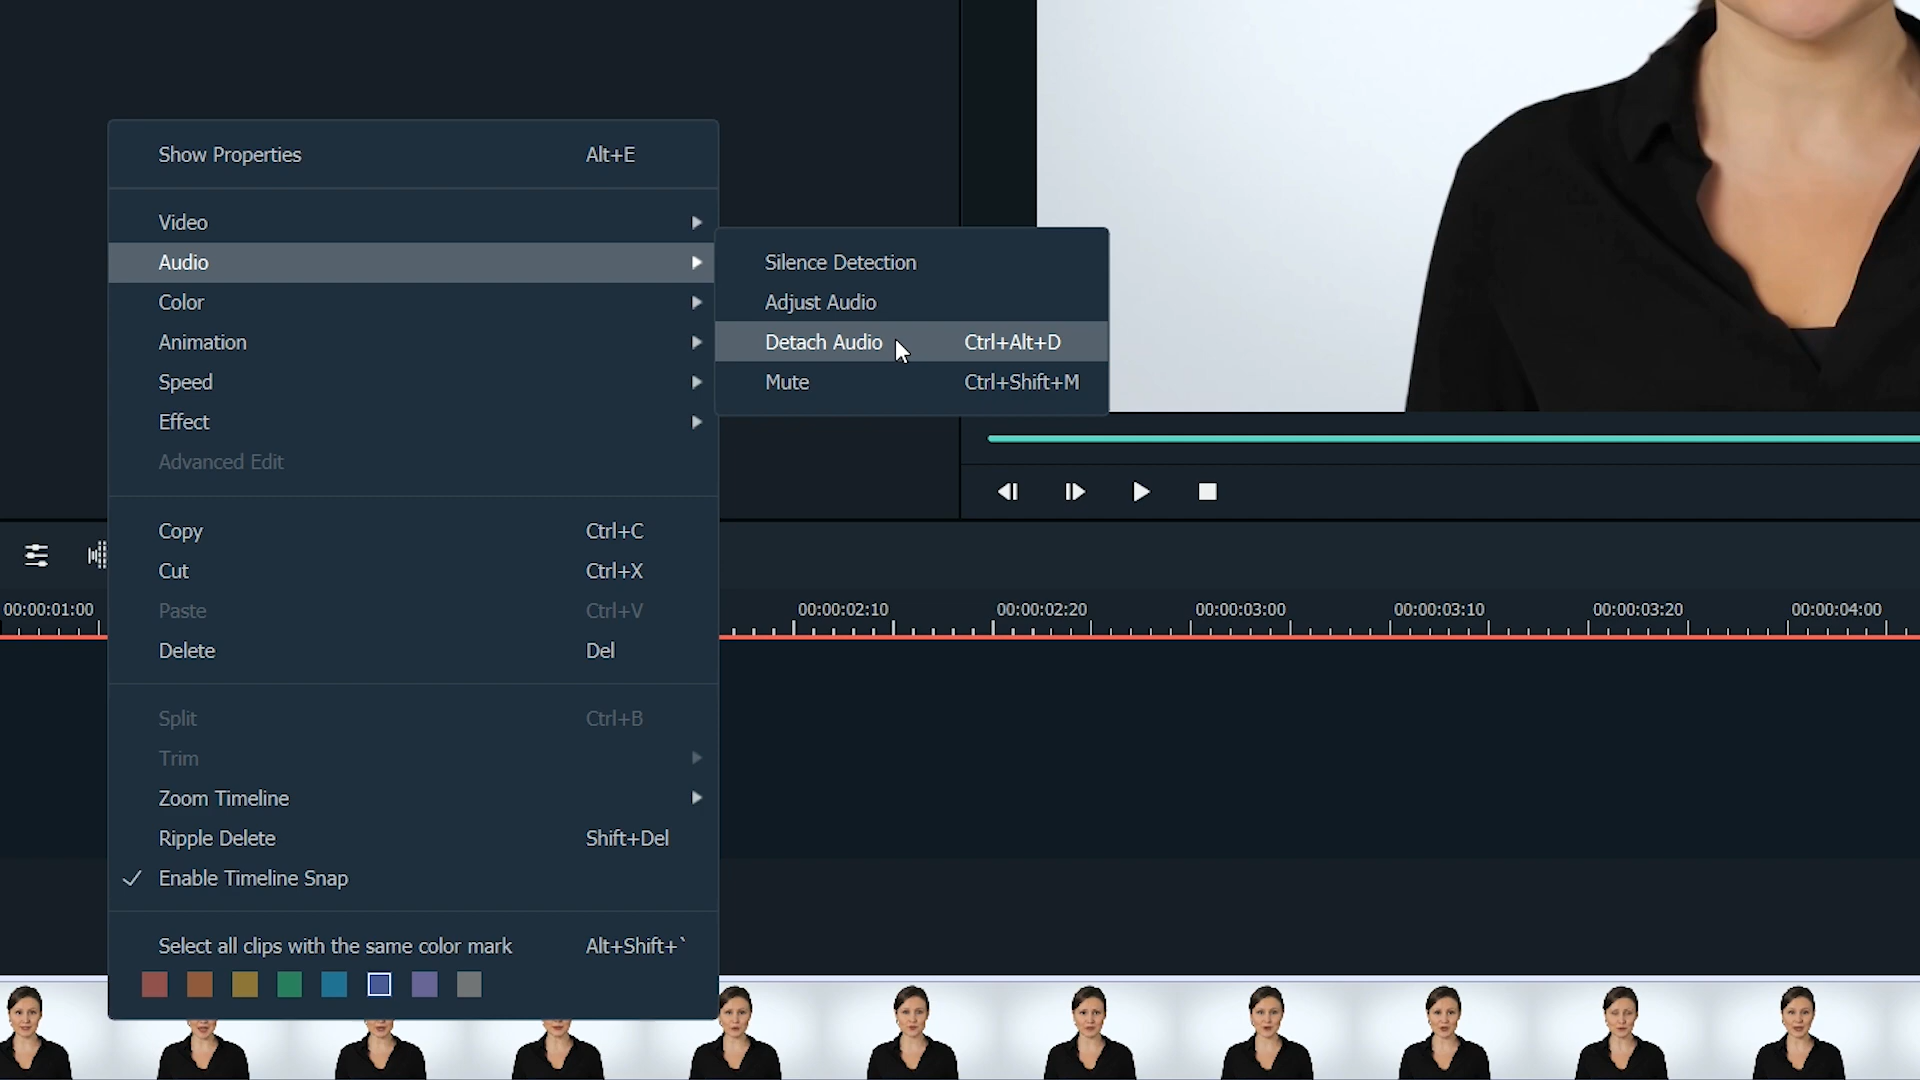 Show Properties Alt+E
Video
Audio
Color
Animation
Speed
Effect
Advanced Edit
Silence Detection
Adjust Audio
Detach Audio Ctrl+Alt+D
Mute Ctrl+Shift+M
Copy Ctrl+C
Cut Ctrl+X
Paste Ctrl+V
Delete Del
00:00:01:00 00:00:02:10 00:00:02:20 00:00:03:00 00:00:03:10 00:00:03:20 00:00:04:00
Split Ctrl+B
Trim
Zoom Timeline
Ripple Delete Shift+Del
Enable Timeline Snap
Select all clips with the same color mark Alt+Shift+`